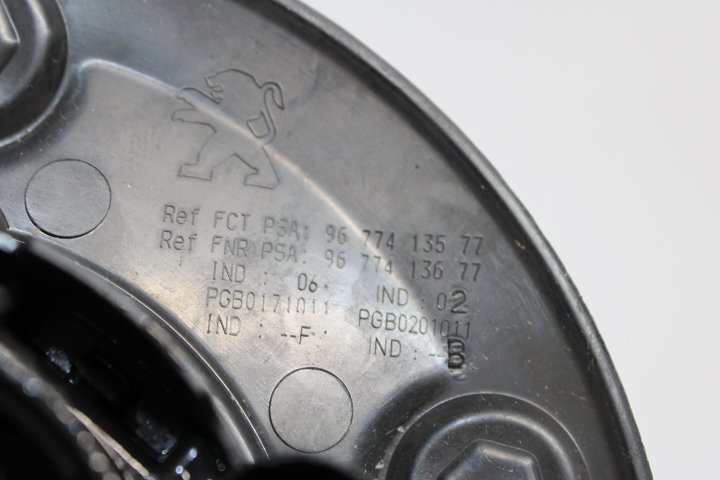 Ref FCT PSA: 96 774 135 77
Ref FNR PSA: 96 774 136 77
IND : 06 IND : 02
PGB0171011 PGB0201011
IND : --F IND : --B